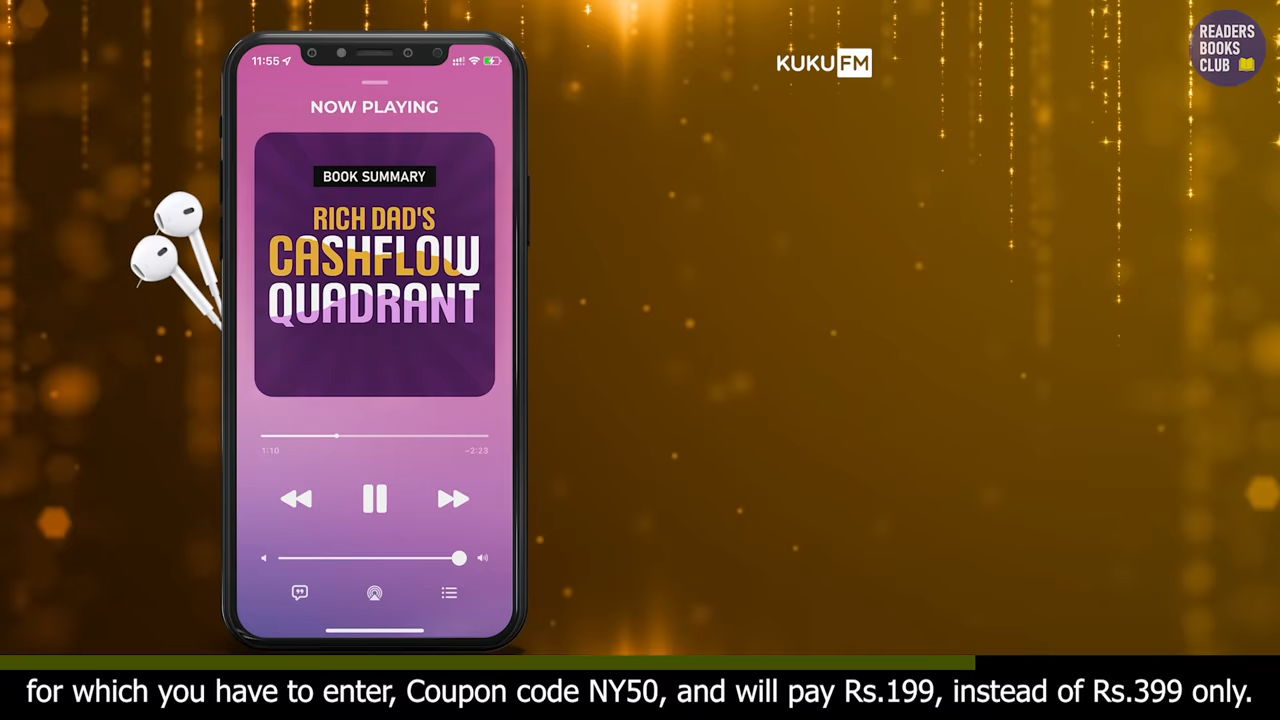 11:55
NOW PLAYING
BOOK SUMMARY
RICH DAD'S
CASHFLOW
QUADRANT
1:10
-2:23
KUKU FM
READERS
BOOKS
CLUB
for which you have to enter, Coupon code NY50, and will pay Rs.199, instead of Rs.399 only.